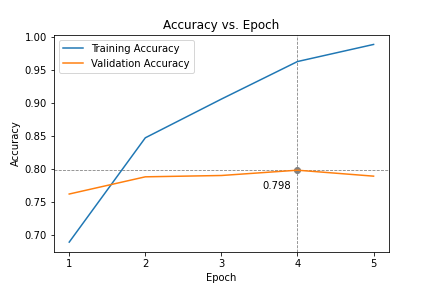 Accuracy vs. Epoch
Training Accuracy
Validation Accuracy
1.00
0.95
0.90
0.85
0.80
0.75
0.70
Accuracy
0.798
1 2 3 4 5
Epoch